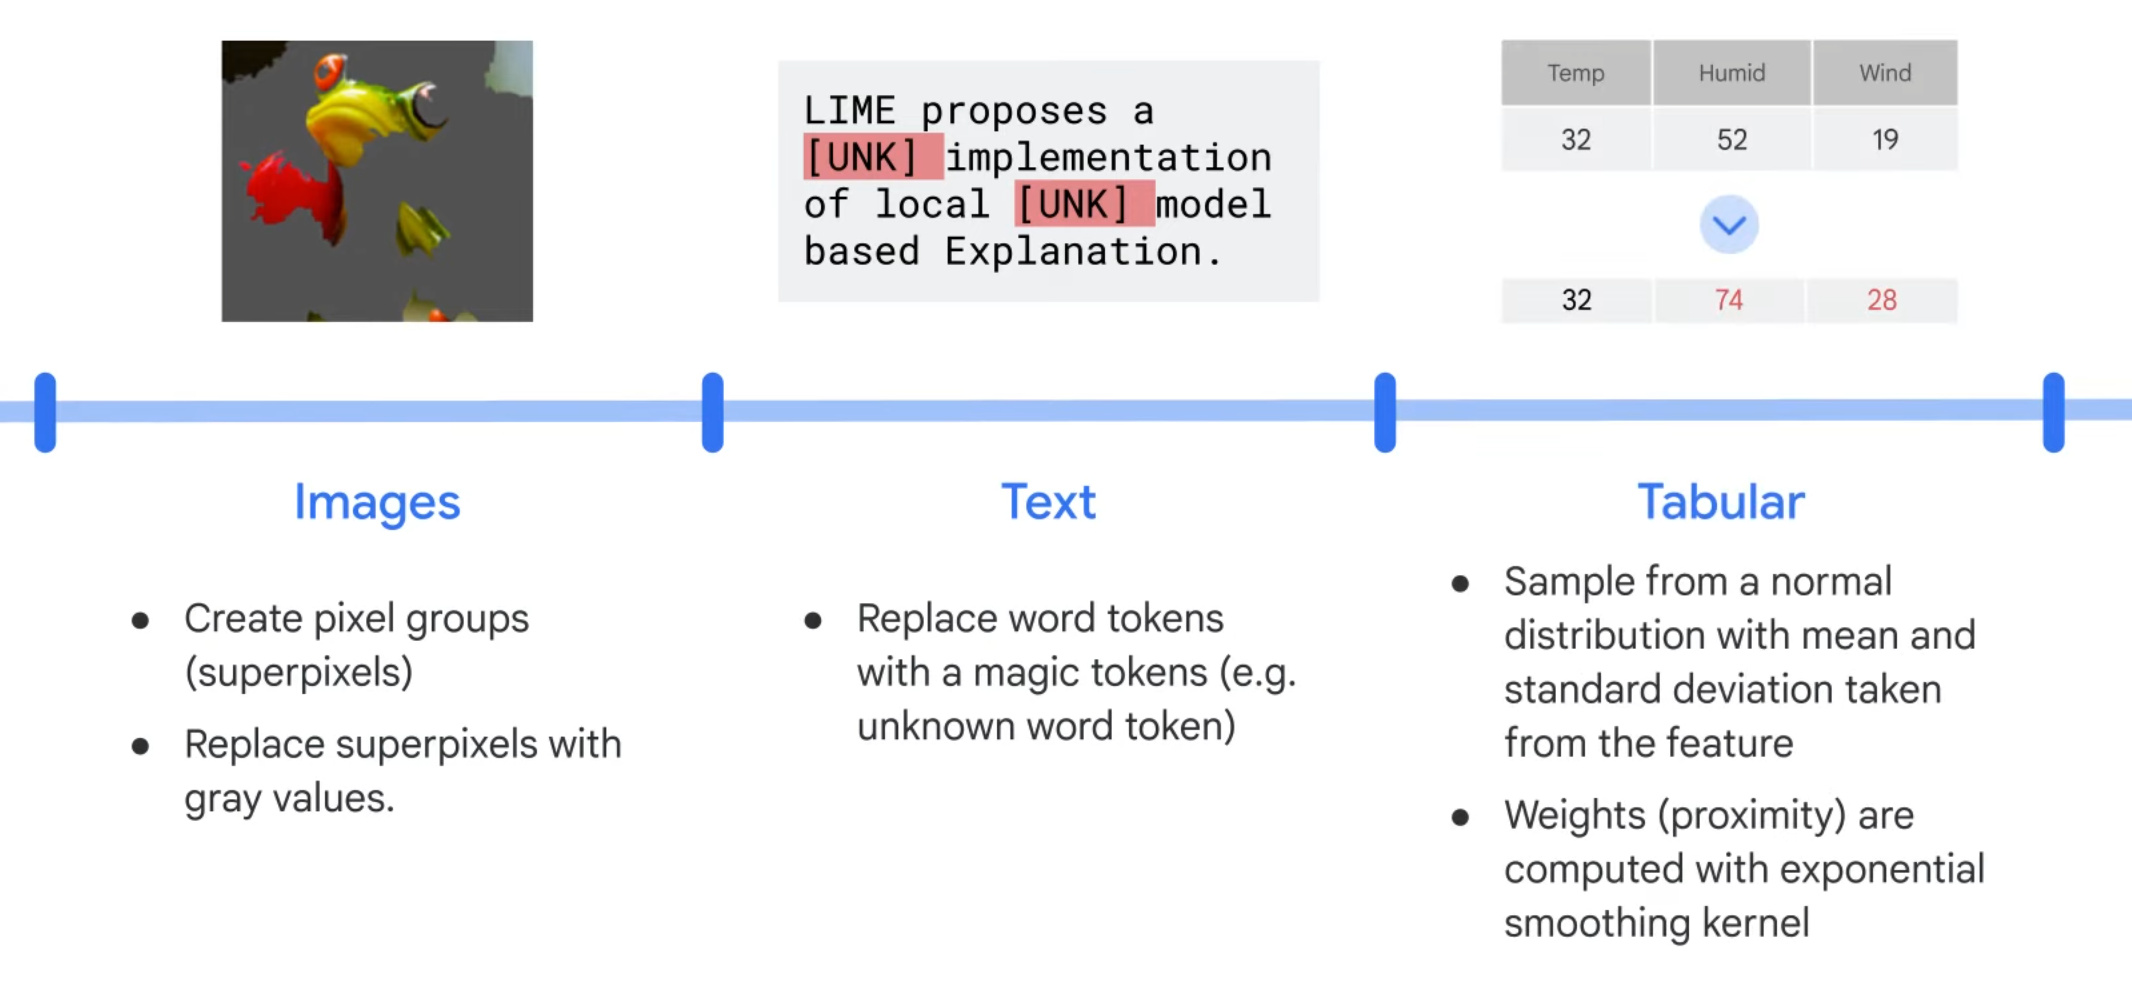 LIME proposes a
[UNK] implementation
of local [UNK] model
based Explanation.
Temp Humid Wind
32 52 19
32 74 28
Images
● Create pixel groups
(superpixels)
● Replace superpixels with
gray values.
Text
● Replace word tokens
with a magic tokens (e.g.
unknown word token)
Tabular
● Sample from a normal
distribution with mean and
standard deviation taken
from the feature
● Weights (proximity) are
computed with exponential
smoothing kernel